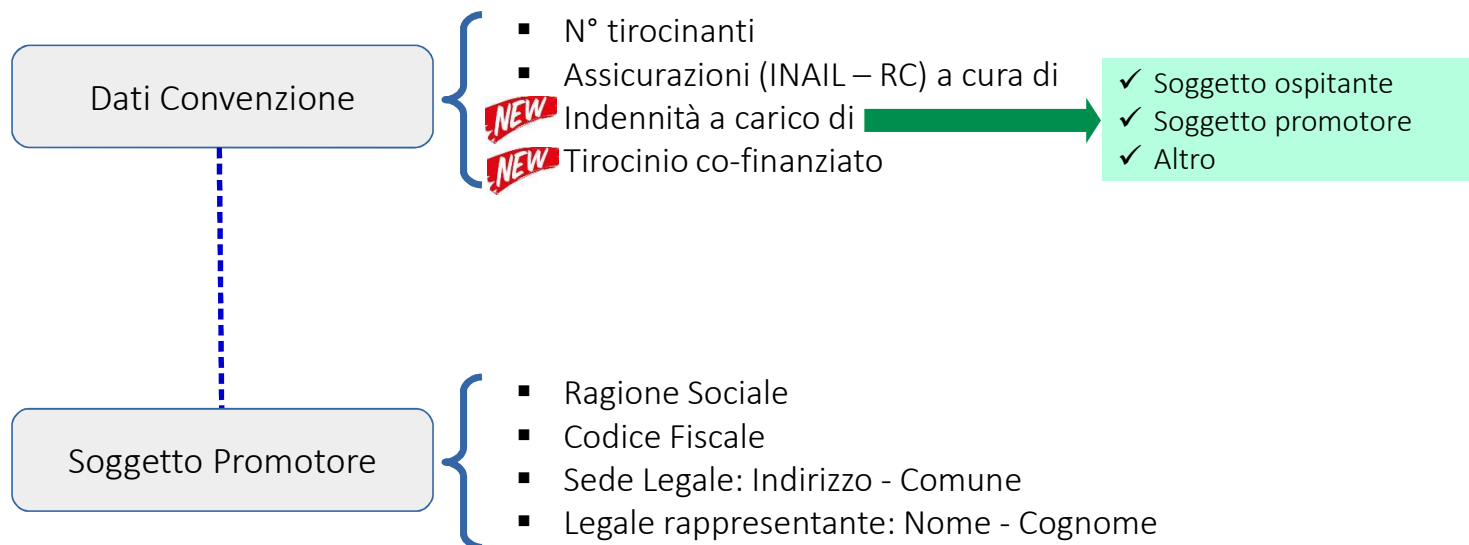 Dati Convenzione
N° tirocinanti
Assicurazioni (INAIL – RC) a cura di
NEW Indennità a carico di
NEW Tirocinio co-finanziato
Soggetto ospitante
Soggetto promotore
Altro
Soggetto Promotore
Ragione Sociale
Codice Fiscale
Sede Legale: Indirizzo - Comune
Legale rappresentante: Nome - Cognome